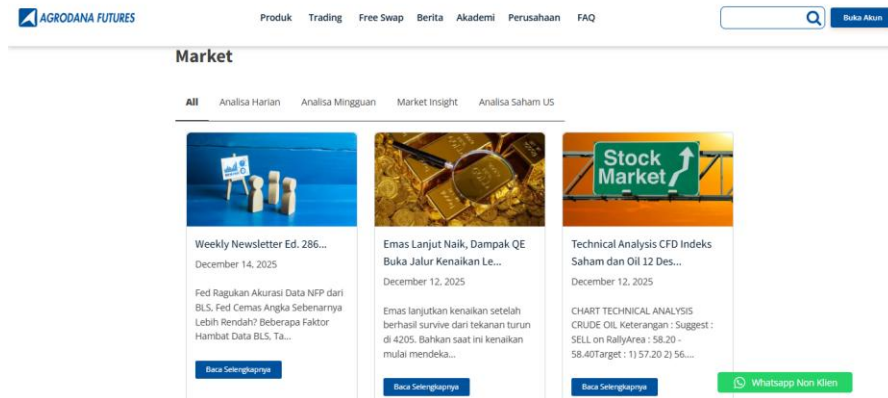 AGRODANA FUTURES
Produk Trading Free Swap Berita Akademi Perusahaan FAQ
Buka Akun
Market
All Analisa Harian Analisa Mingguan Market Insight Analisa Saham US
Stock
Market
Weekly Newsletter Ed. 286...
December 14, 2025
Fed Ragukan Akurasi Data NFP dari
BLS, Fed Cemas Angka Sebenarnya
Lebih Rendah? Beberapa Faktor
Hambat Data BLS, Ta...
Baca Selengkapnya
Emas Lanjut Naik, Dampak QE
Buka Jalur Kenaikan Le...
December 12, 2025
Emas lanjutkan kenaikan setelah
berhasil survive dari tekanan turun
di 4205. Bahkan saat ini kenaikan
mulai mendeka...
Baca Selengkapnya
Technical Analysis CFD Indeks
Saham dan Oil 12 Des...
December 12, 2025
CHART TECHNICAL ANALYSIS
CRUDE OIL Keterangan : Suggest :
SELL on RallyArea : 58.20 -
58.40Target : 1) 57.20 2) 56....
Baca Selengkapnya
Whatsapp Non Klien